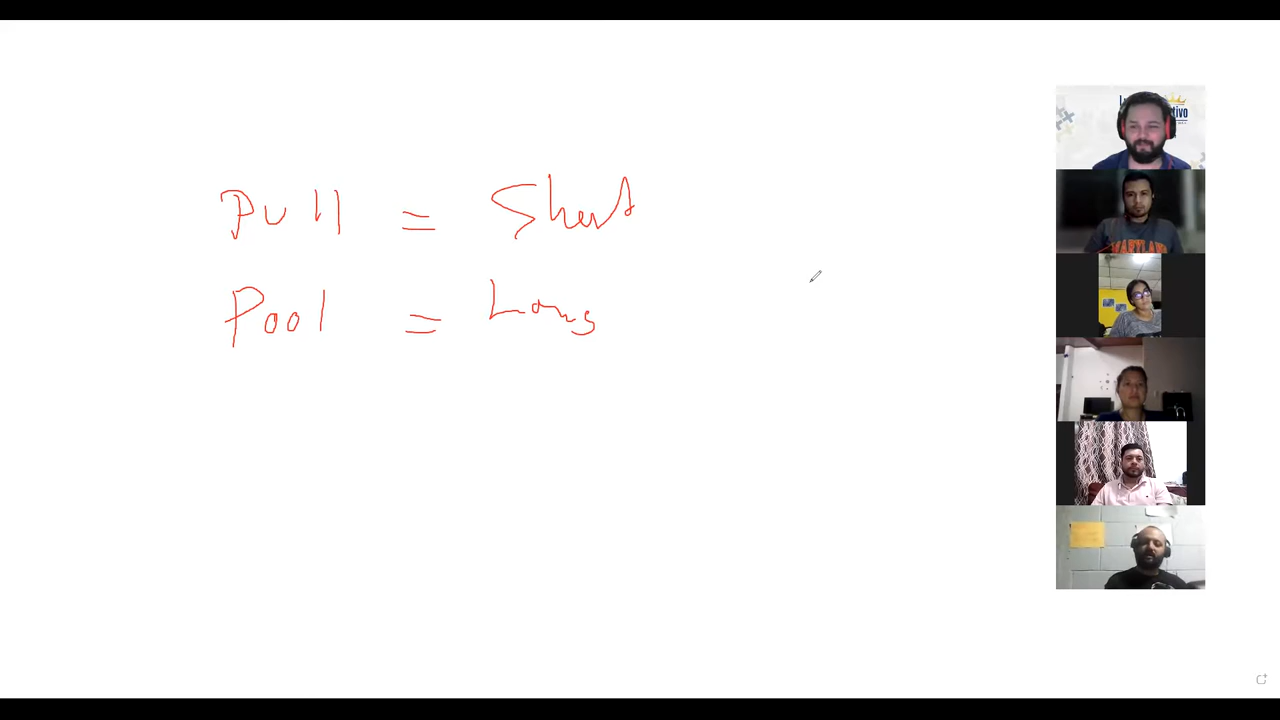 Pull = Short
Pool = Long